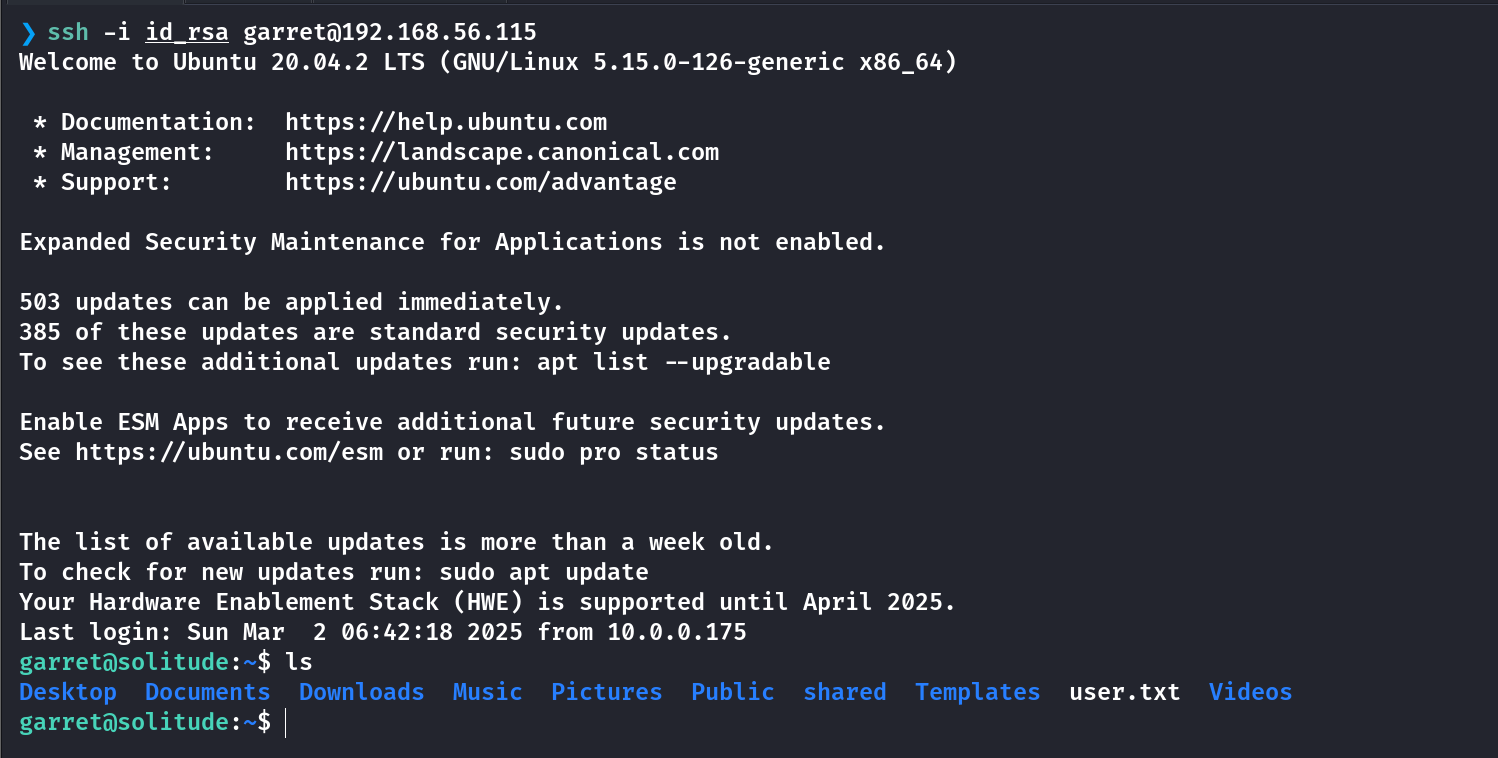 ❯ ssh -i id_rsa garret@192.168.56.115
Welcome to Ubuntu 20.04.2 LTS (GNU/Linux 5.15.0-126-generic x86_64)
* Documentation:  https://help.ubuntu.com
* Management:     https://landscape.canonical.com
* Support:        https://ubuntu.com/advantage
Expanded Security Maintenance for Applications is not enabled.
503 updates can be applied immediately.
385 of these updates are standard security updates.
To see these additional updates run: apt list --upgradable
Enable ESM Apps to receive additional future security updates.
See https://ubuntu.com/esm or run: sudo pro status
The list of available updates is more than a week old.
To check for new updates run: sudo apt update
Your Hardware Enablement Stack (HWE) is supported until April 2025.
Last login: Sun Mar  2 06:42:18 2025 from 10.0.0.175
garret@solitude:~$ ls
Desktop  Documents  Downloads  Music  Pictures  Public  shared  Templates  user.txt  Videos
garret@solitude:~$